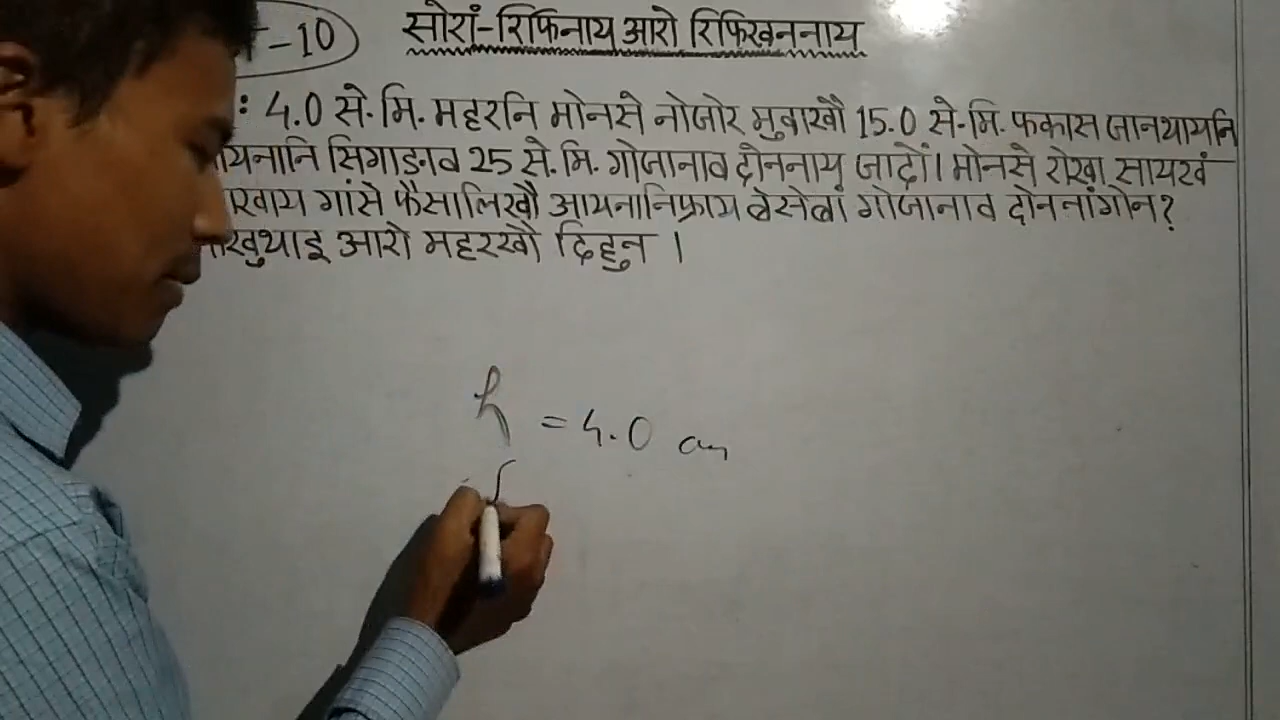 -10
सोरां-रिफिनाय आरो रिफिखननाय
: 4.0 से.मि. महरनि मोनसे नोजोर मुवाखौ 15.0 से.मि. फकास जानथायनि
यनानि सिगाङाव 25 से.मि. गोजानाव दोननाय जादों। मोनसे रोखा सायखं
गांसे फैसालिखौ आयनानिफ्राय बेसेबां गोजानाव दोननांगोन?
आरो महरखौ दिहुन ।
h = 4.0 cm